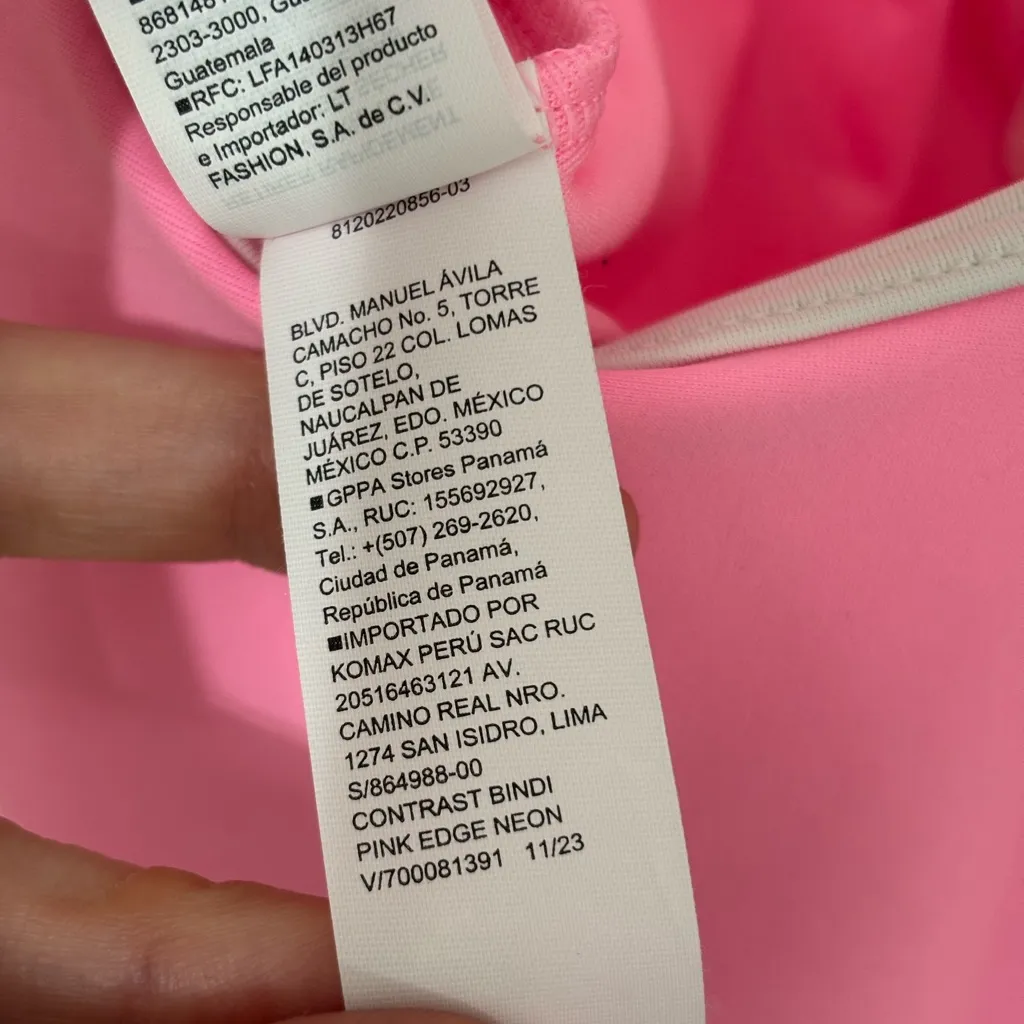 2303-3000,
Guatemala
■RFC: LFA140313H67
Responsable del producto
e Importador: LT
FASHION, S.A. de C.V.
8120220856-03
BLVD. MANUEL ÁVILA
CAMACHO No. 5, TORRE
C, PISO 22 COL. LOMAS
DE SOTELO,
NAUCALPAN DE
JUÁREZ, EDO. MÉXICO
MÉXICO C.P. 53390
■GPPA Stores Panamá
S.A., RUC: 155692927,
Tel.: +(507) 269-2620,
Ciudad de Panamá,
República de Panamá
■IMPORTADO POR
KOMAX PERÚ SAC RUC
20516463121 AV.
CAMINO REAL NRO.
1274 SAN ISIDRO, LIMA
S/864988-00
CONTRAST BINDI
PINK EDGE NEON
V/700081391 11/23